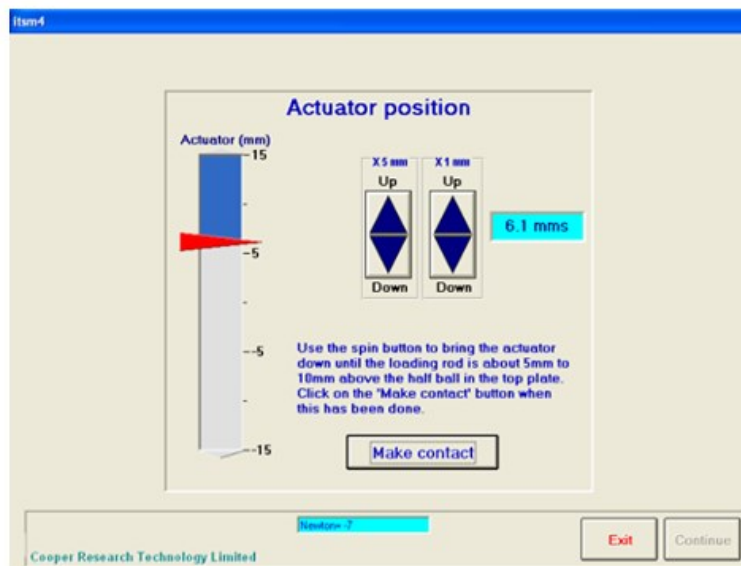 itsm4
Actuator position
Actuator (mm)
15
5
-5
-15
X 5 mm
Up
Down
X 1 mm
Up
Down
6.1 mms
Use the spin button to bring the actuator
down until the loading rod is about 5mm to
10mm above the half ball in the top plate.
Click on the 'Make contact' button when
this has been done.
Make contact
Newton= -7
Exit
Continue
Cooper Research Technology Limited